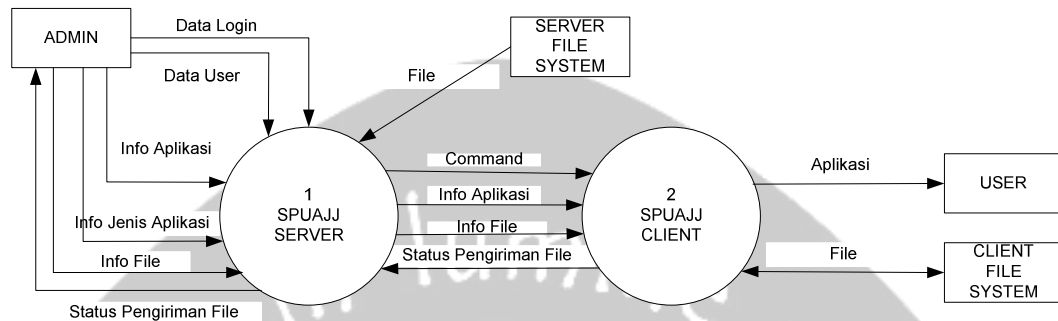 Data Login
ADMIN
SERVER
FILE
SYSTEM
Data User
File
Info Aplikasi
Command
Aplikasi
1
SPUAJJ
SERVER
2
SPUAJJ
CLIENT
USER
Info Aplikasi
Info Jenis Aplikasi
Info File
Info File
Status Pengiriman File
File
CLIENT
FILE
SYSTEM
Status Pengiriman File